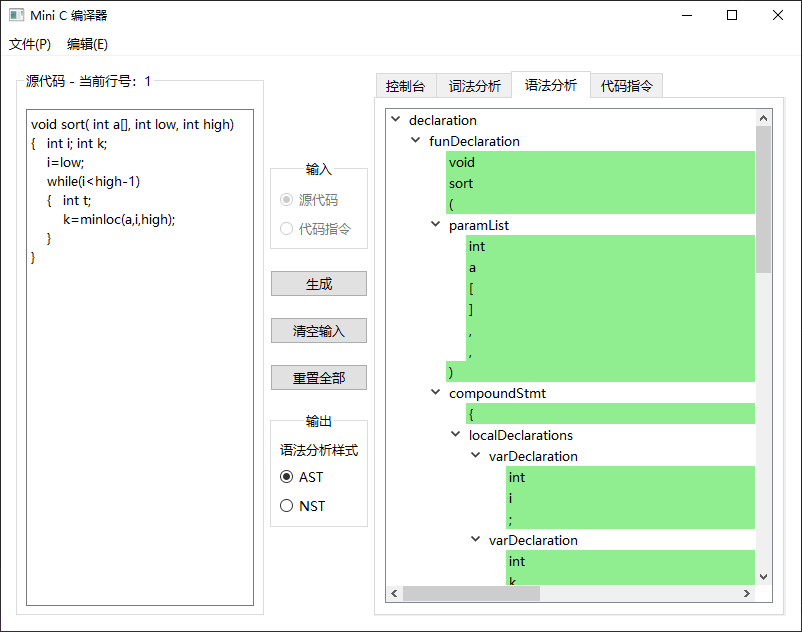 Mini C 编译器
文件(P) 编辑(E)
源代码 - 当前行号：1
void sort( int a[], int low, int high)
{ int i; int k;
i=low;
while(i<high-1)
{ int t;
k=minloc(a,i,high);
}
}
输入
源代码
代码指令
生成
清空输入
重置全部
输出
语法分析样式
AST
NST
控制台 词法分析 语法分析 代码指令
declaration
funDeclaration
void
sort
(
paramList
int
a
[
]
,
,
)
compoundStmt
{
localDeclarations
varDeclaration
int
i
;
varDeclaration
int
k